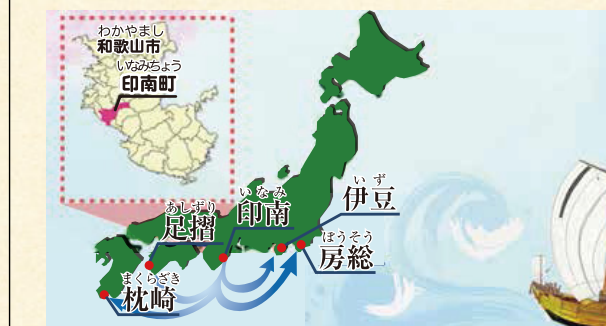 わかやまし
和歌山市
いなみちょう
印南町
いず
伊豆
いなみ
印南
あしずり
足摺
ぼうそう
房総
まくらざき
枕崎